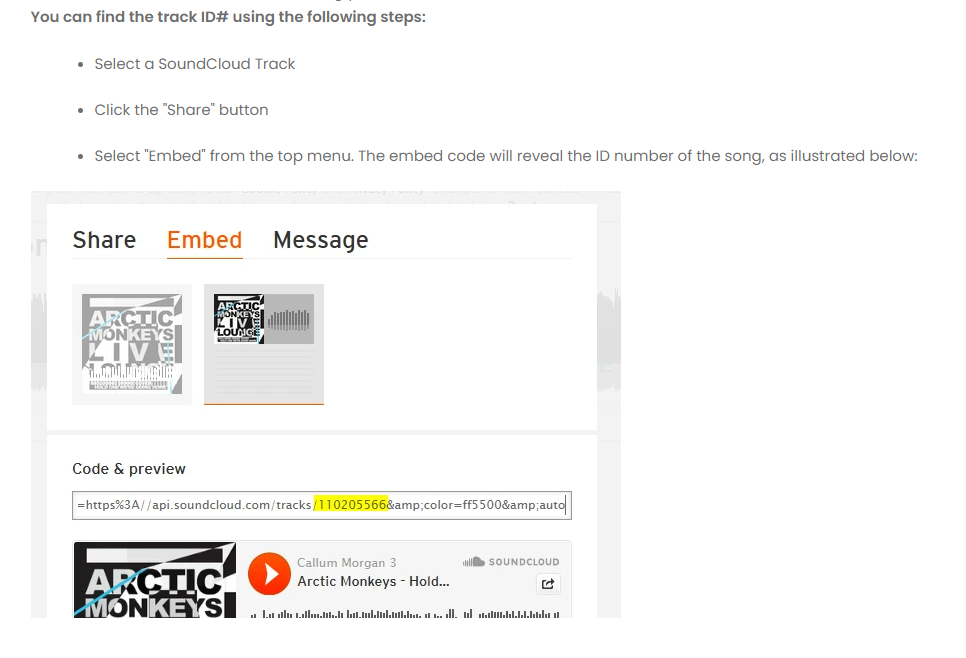 You can find the track ID# using the following steps:
Select a SoundCloud Track
Click the "Share" button
Select "Embed" from the top menu. The embed code will reveal the ID number of the song, as illustrated below:
Share Embed Message
ARCTIC
MONKEYS
LIV
LOUNGE
ARCTIC
MONKEYS
LIV
LOUNGE
Code & preview
=https%3A//api.soundcloud.com/tracks/110205566&amp;color=ff5500&amp;auto
Callum Morgan 3
SOUNDCLOUD
Arctic Monkeys - Hold...
ARCTIC
MONKEYS